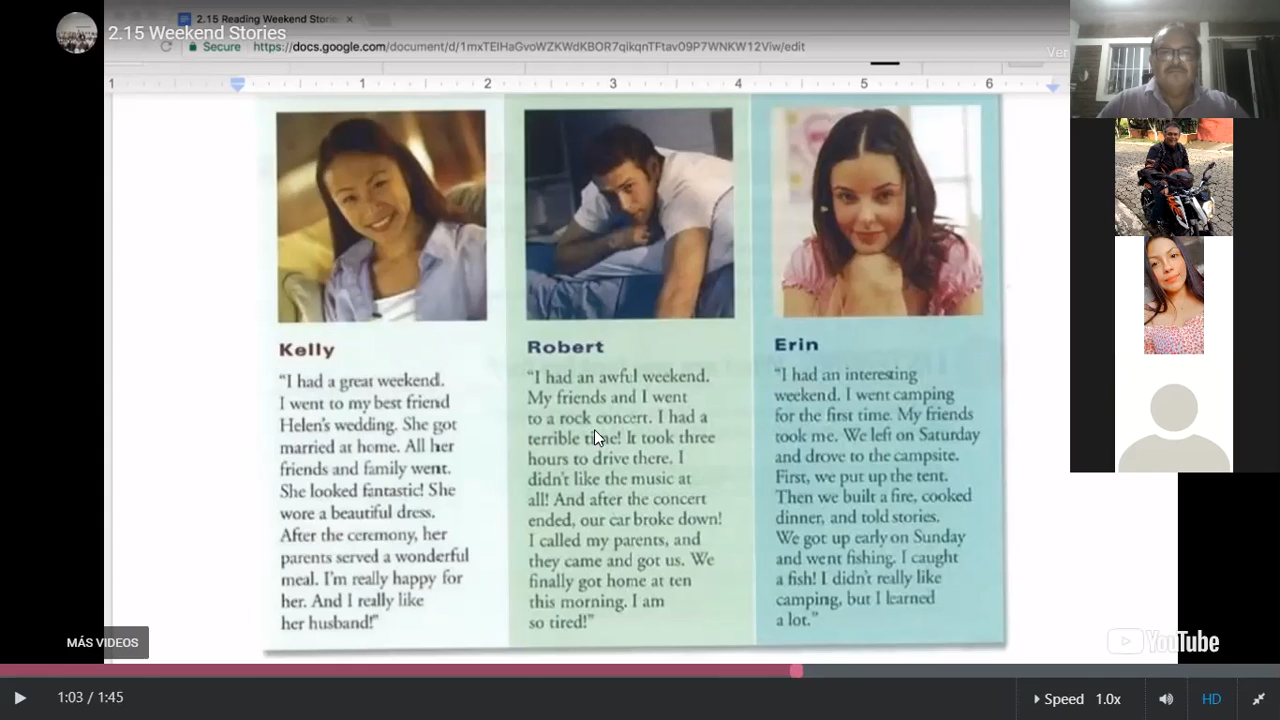 2.15 Reading Weekend Storie
2.15 Weekend Stories
Secure
https://docs.google.com/document/d/1mxTEIHaGvoWZKWdKBOR7qikqnTFtav09P7WNKW12Viw/edit
Ver
1 1 2 3 4 5 6
Kelly
"I had a great weekend.
I went to my best friend
Helen's wedding. She got
married at home. All her
friends and family went.
She looked fantastic! She
wore a beautiful dress.
After the ceremony, her
parents served a wonderful
meal. I'm really happy for
her. And I really like
her husband!"
Robert
"I had an awful weekend.
My friends and I went
to a rock concert. I had a
terrible time! It took three
hours to drive there. I
didn't like the music at
all! And after the concert
ended, our car broke down!
I called my parents, and
they came and got us. We
finally got home at ten
this morning. I am
so tired!"
Erin
"I had an interesting
weekend. I went camping
for the first time. My friends
took me. We left on Saturday
and drove to the campsite.
First, we put up the tent.
Then we built a fire, cooked
dinner, and told stories.
We got up early on Sunday
and went fishing. I caught
a fish! I didn't really like
camping, but I learned
a lot."
MÁS VIDEOS
YouTube
1:03 / 1:45
Speed 1.0x
HD